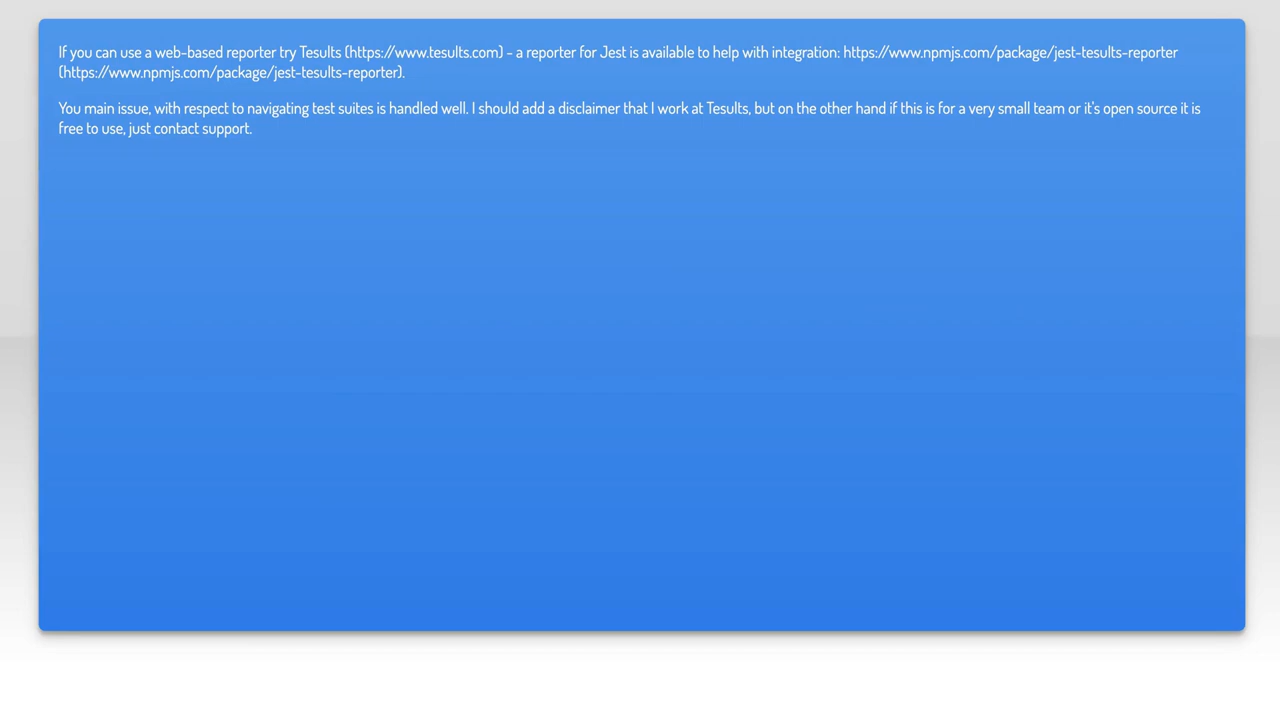 If you can use a web-based reporter try Tesults (https://www.tesults.com) - a reporter for Jest is available to help with integration: https://www.npmjs.com/package/jest-tesults-reporter
(https://www.npmjs.com/package/jest-tesults-reporter).
You main issue, with respect to navigating test suites is handled well. I should add a disclaimer that I work at Tesults, but on the other hand if this is for a very small team or it's open source it is
free to use, just contact support.